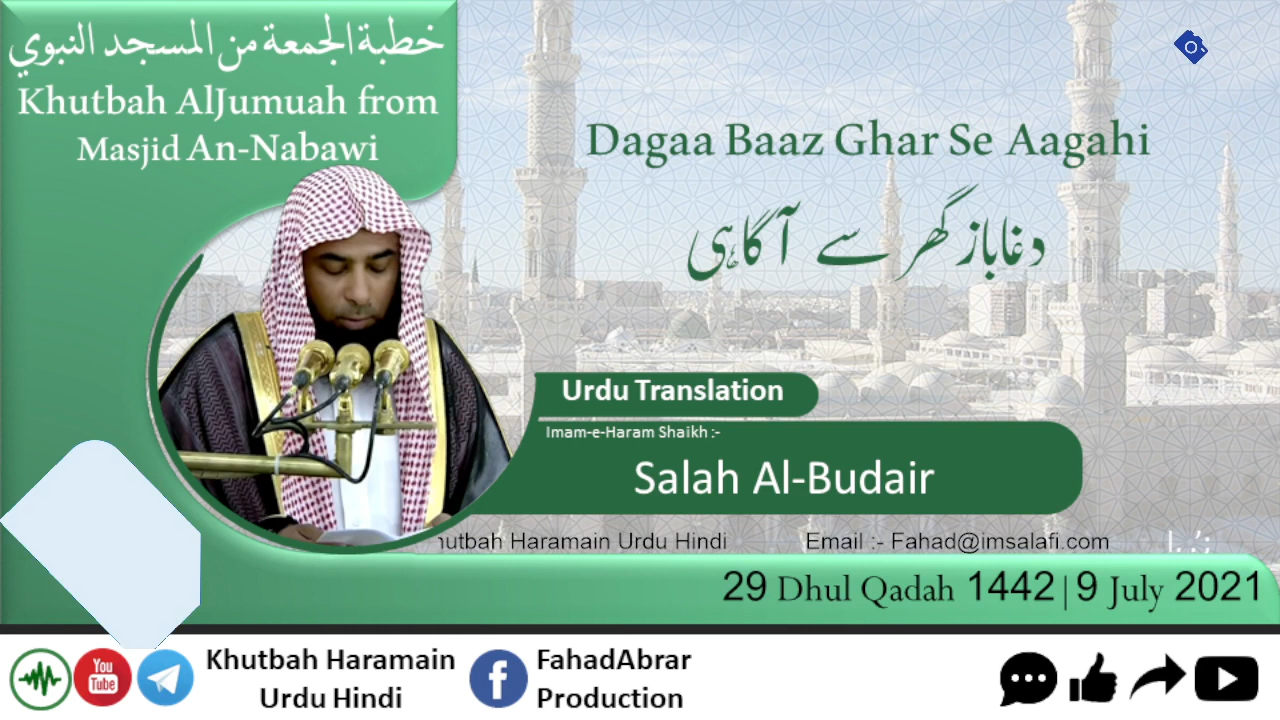 خطبة الجمعة من المسجد النبوي
Khutbah AlJumuah from
Masjid An-Nabawi
Dagaa Baaz Ghar Se Aagahi
دغاباز گھر سے آگاہی
Urdu Translation
Imam-e-Haram Shaikh :-
Salah Al-Budair
Haramain Urdu Hindi
Email :- Fahad@imsalafi.com
29 Dhul Qadah 1442 | 9 July 2021
You
Tube
Khutbah Haramain
Urdu Hindi
FahadAbrar
Production